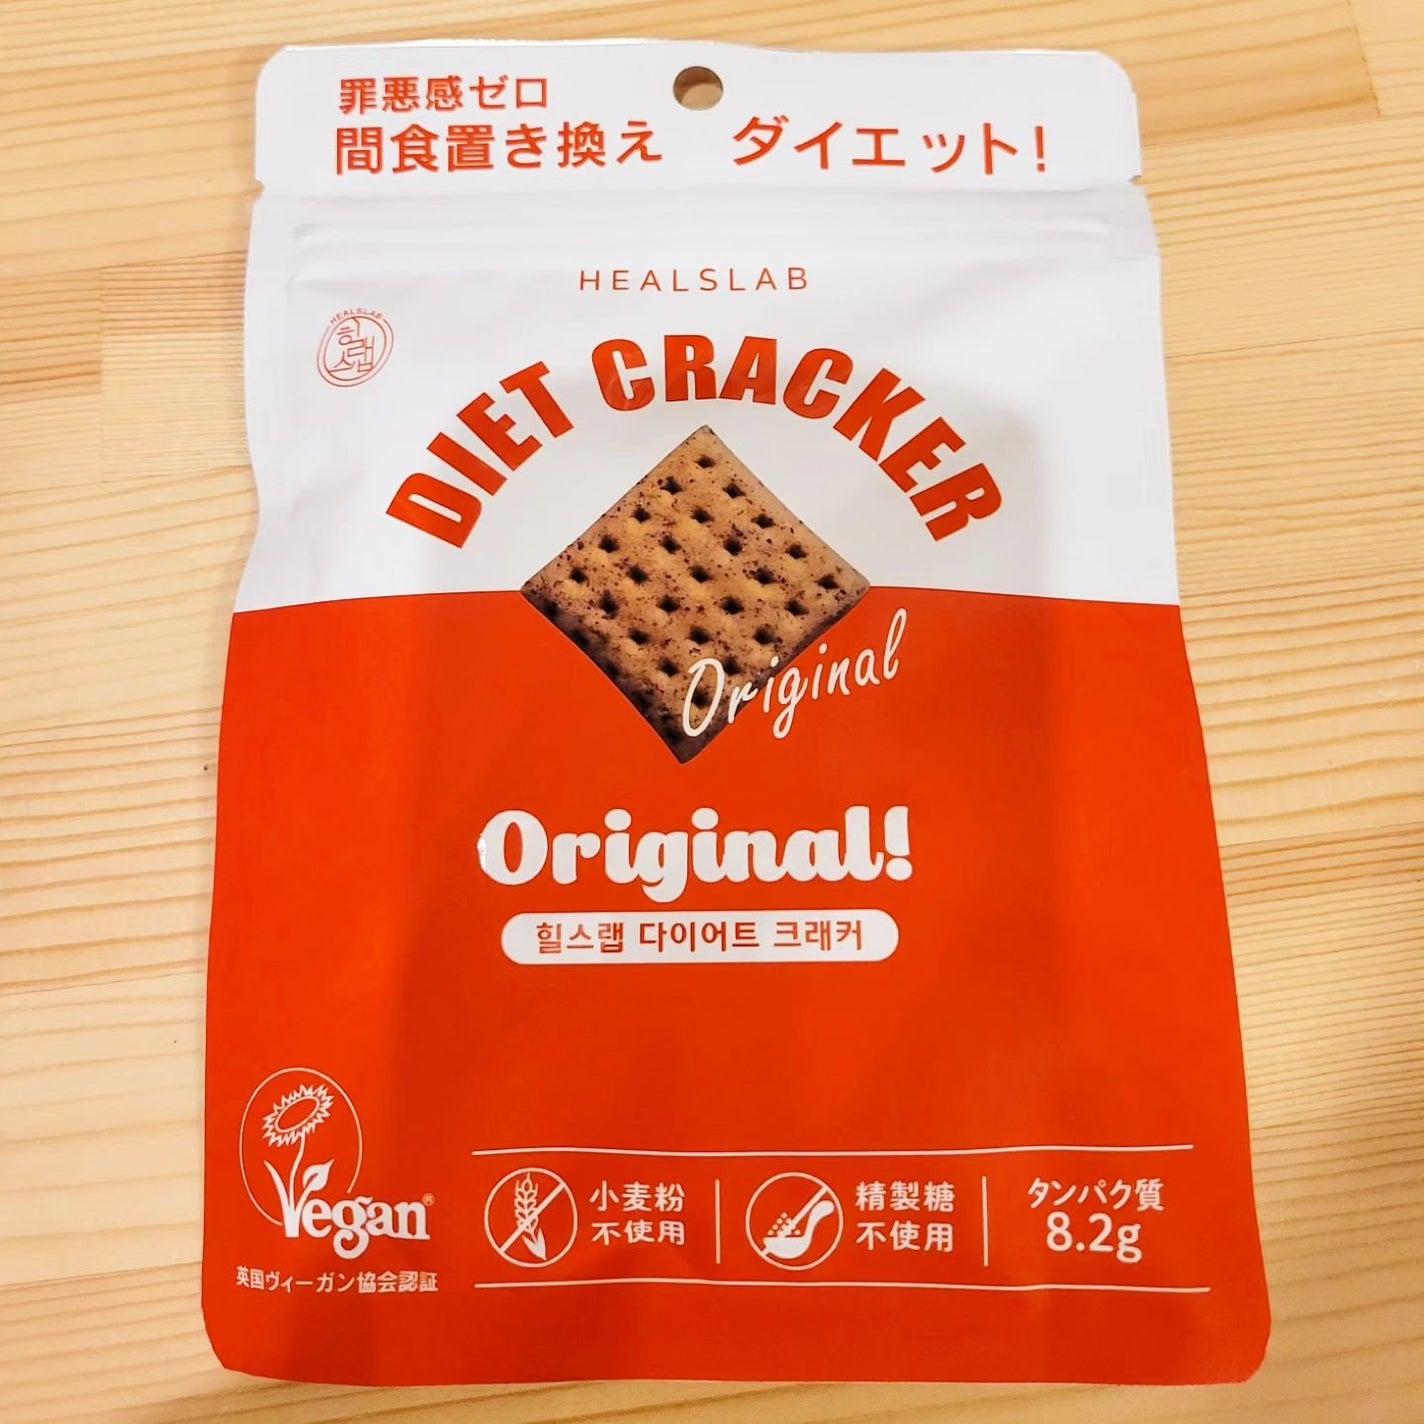 罪悪感ゼロ
間食置き換え ダイエット!
HEALSLAB
HEALSLAB
힐스랩
DIET CRACKER
Original
Original!
힐스랩 다이어트 크래커
Vegan®
英国ヴィーガン協会認証
小麦粉
不使用
精製糖
不使用
タンパク質
8.2g